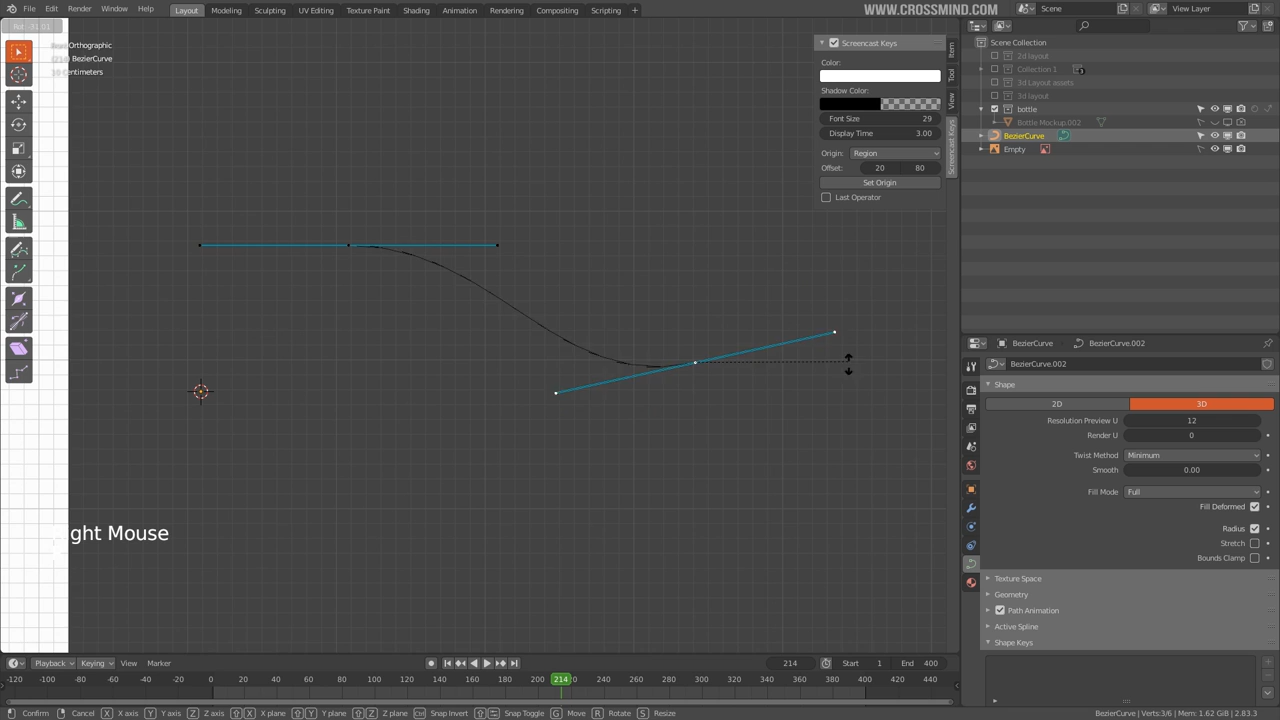 File Edit Render Window Help Layout Modeling Sculpting UV Editing Texture Paint Shading Animation Rendering Compositing Scripting + WWW.CROSSMIND.COM Scene View Layer
Orthographic
BezierCurve
Centimeters
Screencast Keys
Color:
Shadow Color:
Font Size 29
Display Time 3.00
Origin: Region
Offset: 20 80
Set Origin
Last Operator
Item
Tool
View
Screencast Keys
Scene Collection
2d layout
Collection 1 3
3d Layout assets
3d layout
bottle
Bottle Mockup.002
BezierCurve
Empty
BezierCurve BezierCurve.002
BezierCurve.002
Shape
2D 3D
Resolution Preview U 12
Render U 0
Twist Method Minimum
Smooth 0.00
Fill Mode Full
Fill Deformed
Radius
Stretch
Bounds Clamp
Texture Space
Geometry
Path Animation
Active Spline
Shape Keys
ght Mouse
Playback Keying View Marker 214 Start 1 End 400
-120 -100 -80 -60 -40 -20 0 20 40 60 80 100 120 140 160 180 200 214 240 260 280 300 320 340 360 380 400 420 440
Confirm Cancel X X axis Y Y axis Z Z axis X X plane Y Y plane Z Z plane Ctrl Snap Invert Snap Toggle G Move R Rotate S Resize Verts:3/6 | Mem: 1.62 GiB | 2.83.3